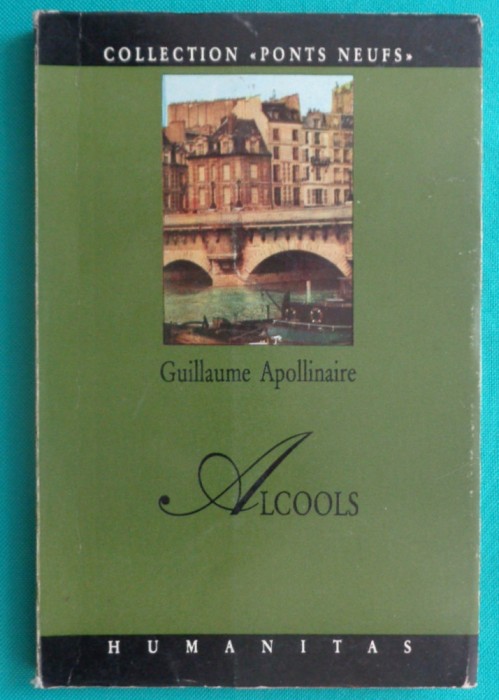 COLLECTION «PONTS NEUFS»
Guillaume Apollinaire
ALCOOLS
HUMANITAS